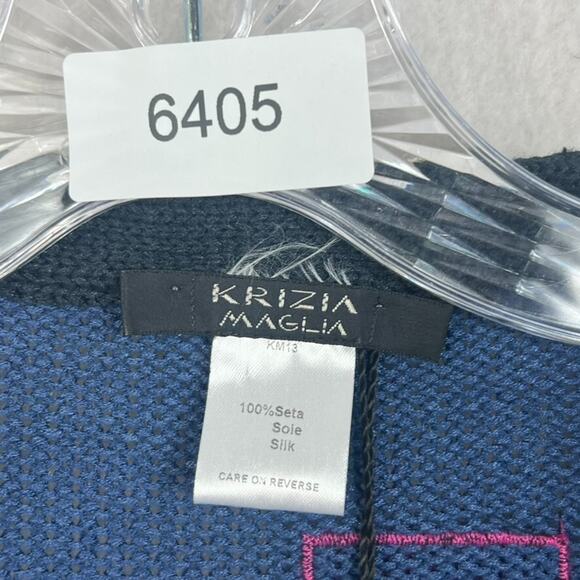 6405
KRIZIA
MAGLIA
KM13
100%Seta
Soie
Silk
CARE ON REVERSE